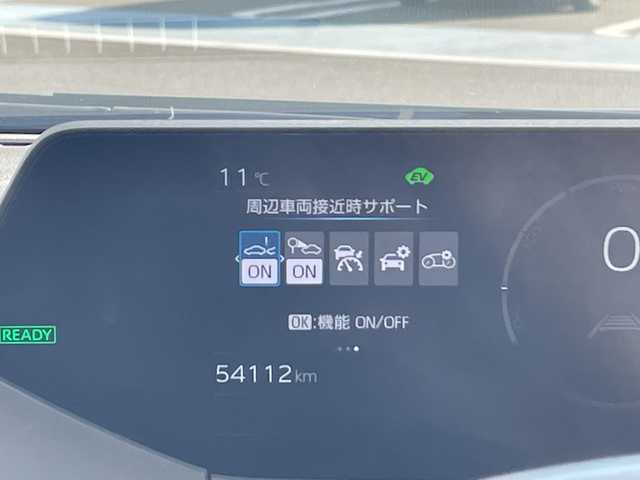 11℃ EV
周辺車両接近時サポート
ON ON
OK:機能 ON/OFF
READY
54112km
0